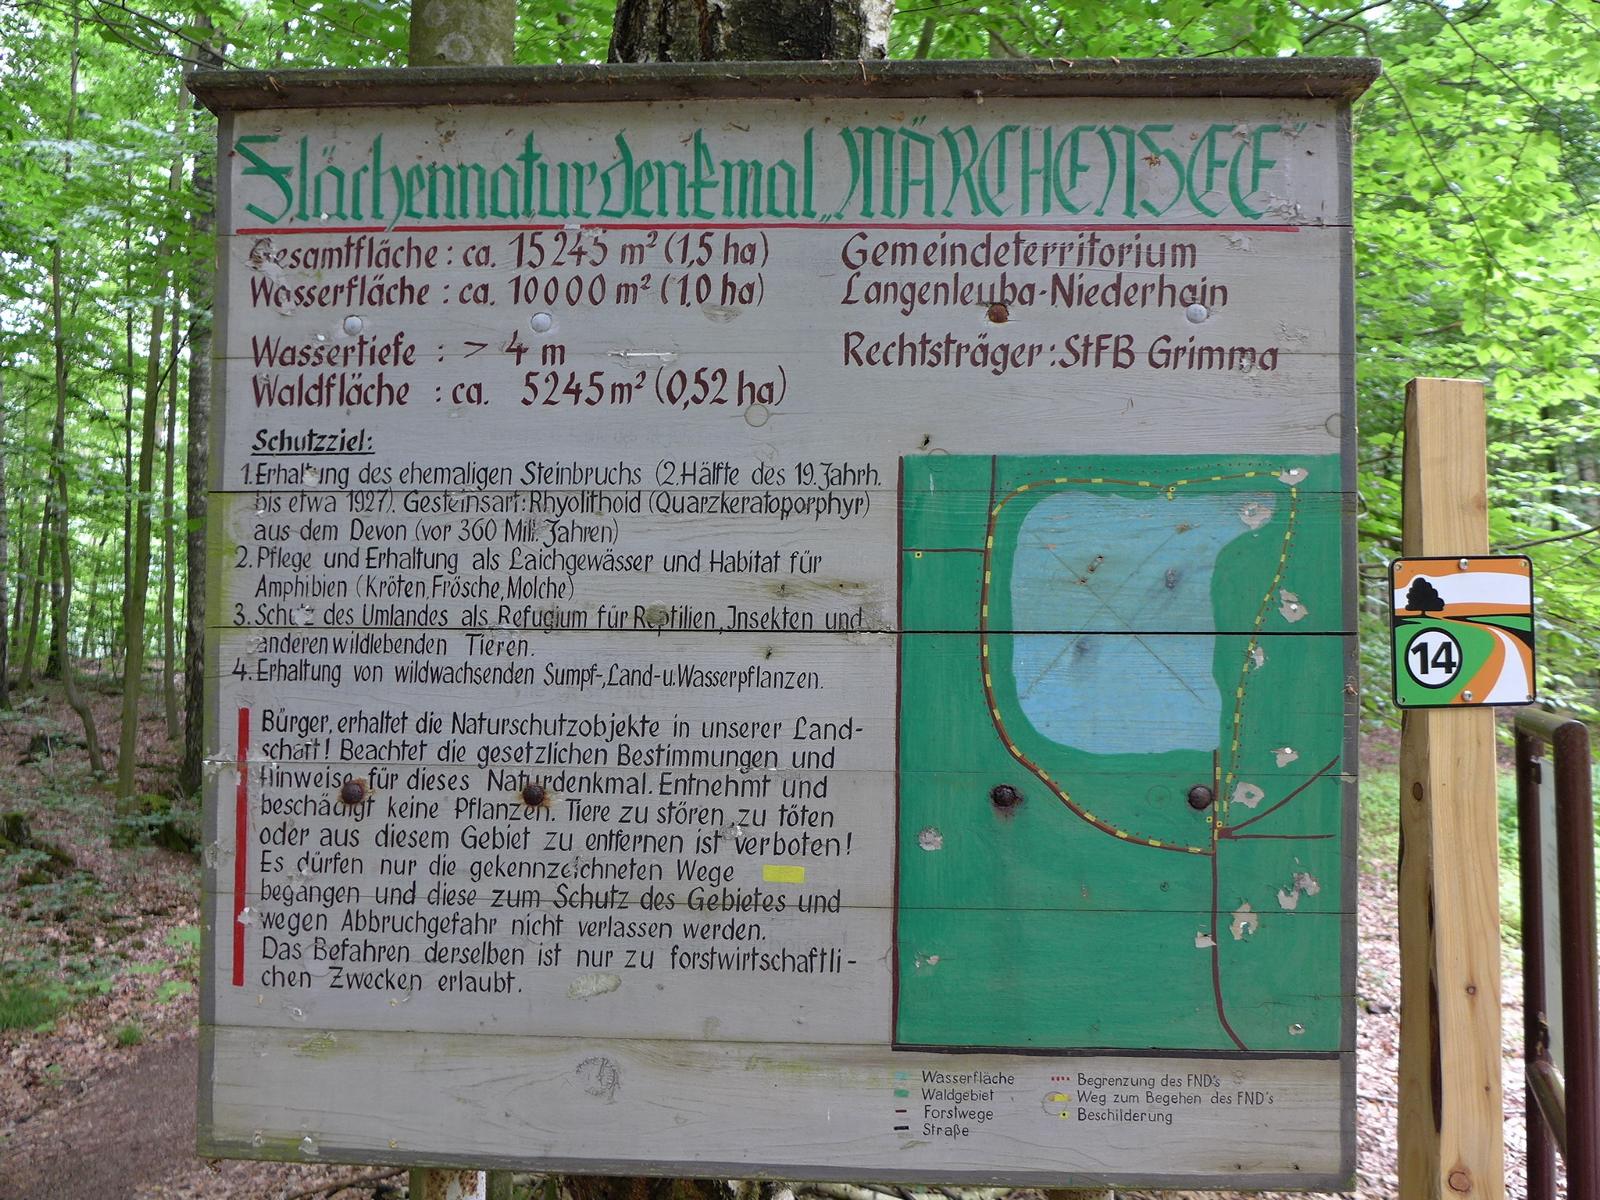 Flächennaturdenkmal „MÄRCHENSEE"
Gesamtfläche : ca. 15245 m² (1,5 ha)
Wasserfläche : ca. 10000 m² (1,0 ha)
Wassertiefe : > 4 m
Waldfläche : ca. 5245 m² (0,52 ha)
Gemeindeterritorium
Langenleuba-Niederhain
Rechtsträger: StFB Grimma
Schutzziel:
1. Erhaltung des ehemaligen Steinbruchs (2. Hälfte des 19. Jahrh.
bis etwa 1927). Gesteinsart: Rhyolithoid (Quarzkeratoporphyr)
aus dem Devon (vor 360 Mill. Jahren)
2. Pflege und Erhaltung als Laichgewässer und Habitat für
Amphibien (Kröten, Frösche, Molche)
3. Schutz des Umlandes als Refugium für Reptilien, Insekten und
anderen wildlebenden Tieren.
4. Erhaltung von wildwachsenden Sumpf-, Land- u. Wasserpflanzen.
Bürger, erhaltet die Naturschutzobjekte in unserer Land-
schaft! Beachtet die gesetzlichen Bestimmungen und
Hinweise für dieses Naturdenkmal. Entnehmt und
beschädigt keine Pflanzen. Tiere zu stören, zu töten
oder aus diesem Gebiet zu entfernen ist verboten!
Es dürfen nur die gekennzeichneten Wege
begangen und diese zum Schutz des Gebietes und
wegen Abbruchgefahr nicht verlassen werden.
Das Befahren derselben ist nur zu forstwirtschaftli-
chen Zwecken erlaubt.
Wasserfläche
Waldgebiet
Forstwege
Straße
Begrenzung des FND's
Weg zum Begehen des FND's
Beschilderung
14